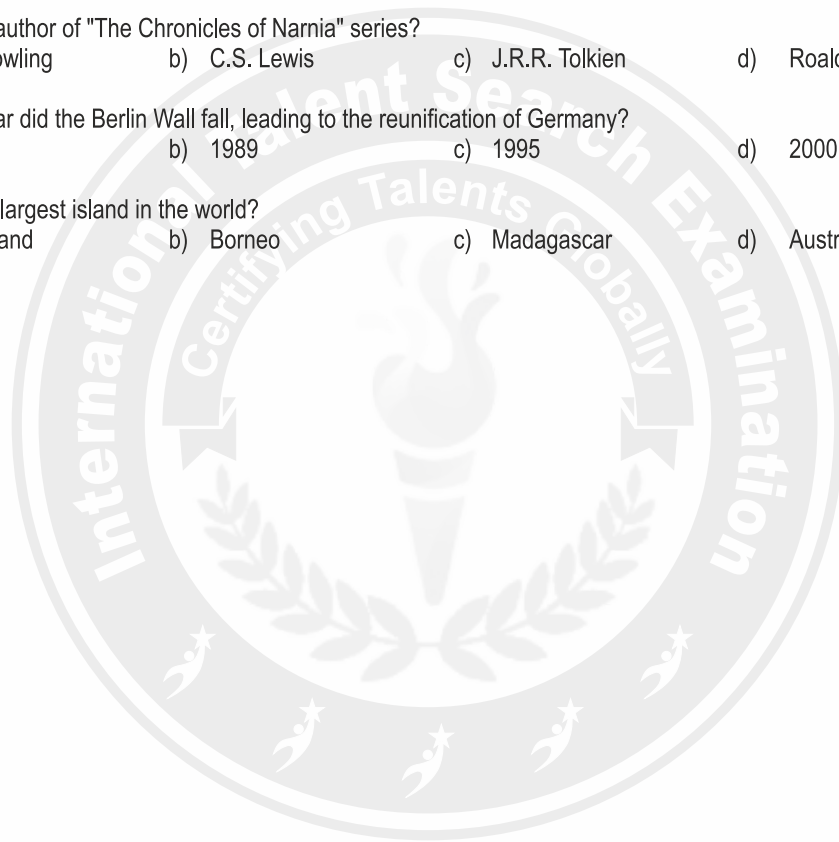 author of "The Chronicles of Narnia" series?
owling b) C.S. Lewis c) J.R.R. Tolkien d) Roald
ar did the Berlin Wall fall, leading to the reunification of Germany?
b) 1989 c) 1995 d) 2000
largest island in the world?
and b) Borneo c) Madagascar d) Austr
International Talent Search Examination
Certifying Talents Globally